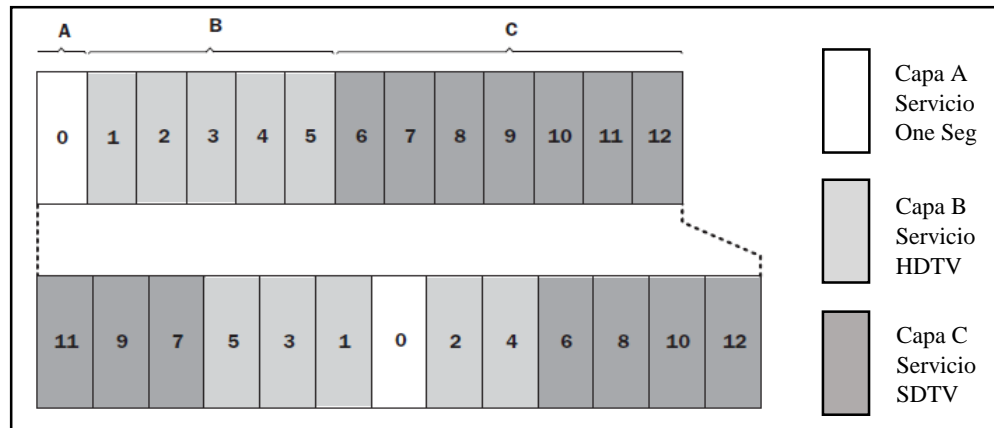 A B C
0 1 2 3 4 5 6 7 8 9 10 11 12
11 9 7 5 3 1 0 2 4 6 8 10 12
Capa A
Servicio
One Seg
Capa B
Servicio
HDTV
Capa C
Servicio
SDTV